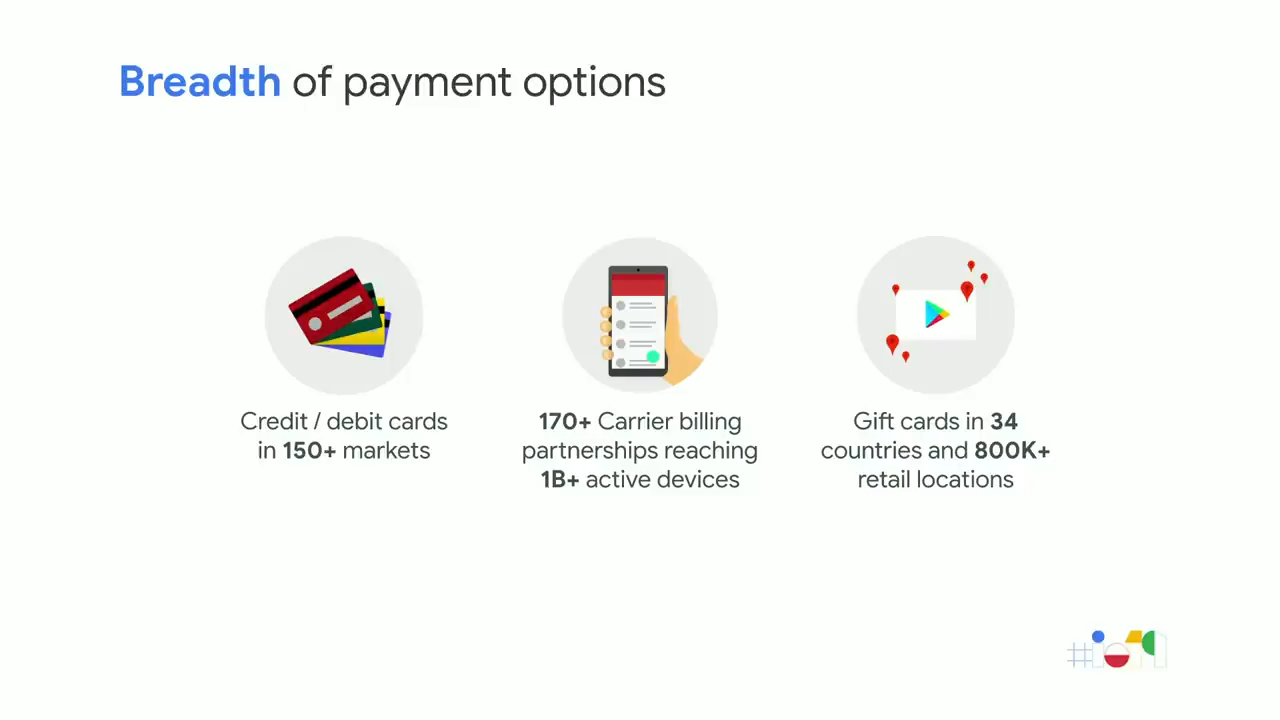 Breadth of payment options
Credit / debit cards
in 150+ markets
170+ Carrier billing
partnerships reaching
1B+ active devices
Gift cards in 34
countries and 800K+
retail locations
#io19